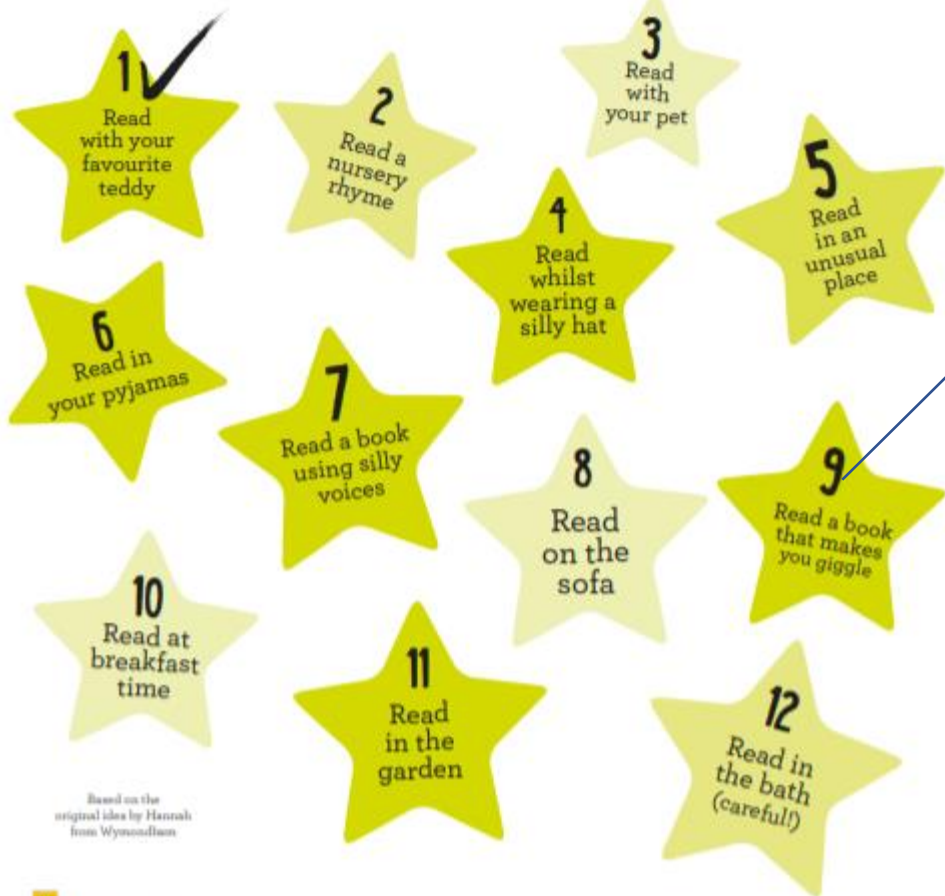 1
Read
with your
favourite
teddy
2
Read a
nursery
rhyme
3
Read
with
your pet
4
Read
whilst
wearing a
silly hat
5
Read
in an
unusual
place
6
Read in
your pyjamas
7
Read a book
using silly
voices
8
Read
on the
sofa
9
Read a book
that makes
you giggle
10
Read at
breakfast
time
11
Read
in the
garden
12
Read in
the bath
(careful!)
Based on the
original idea by Hannah
from Wymondham